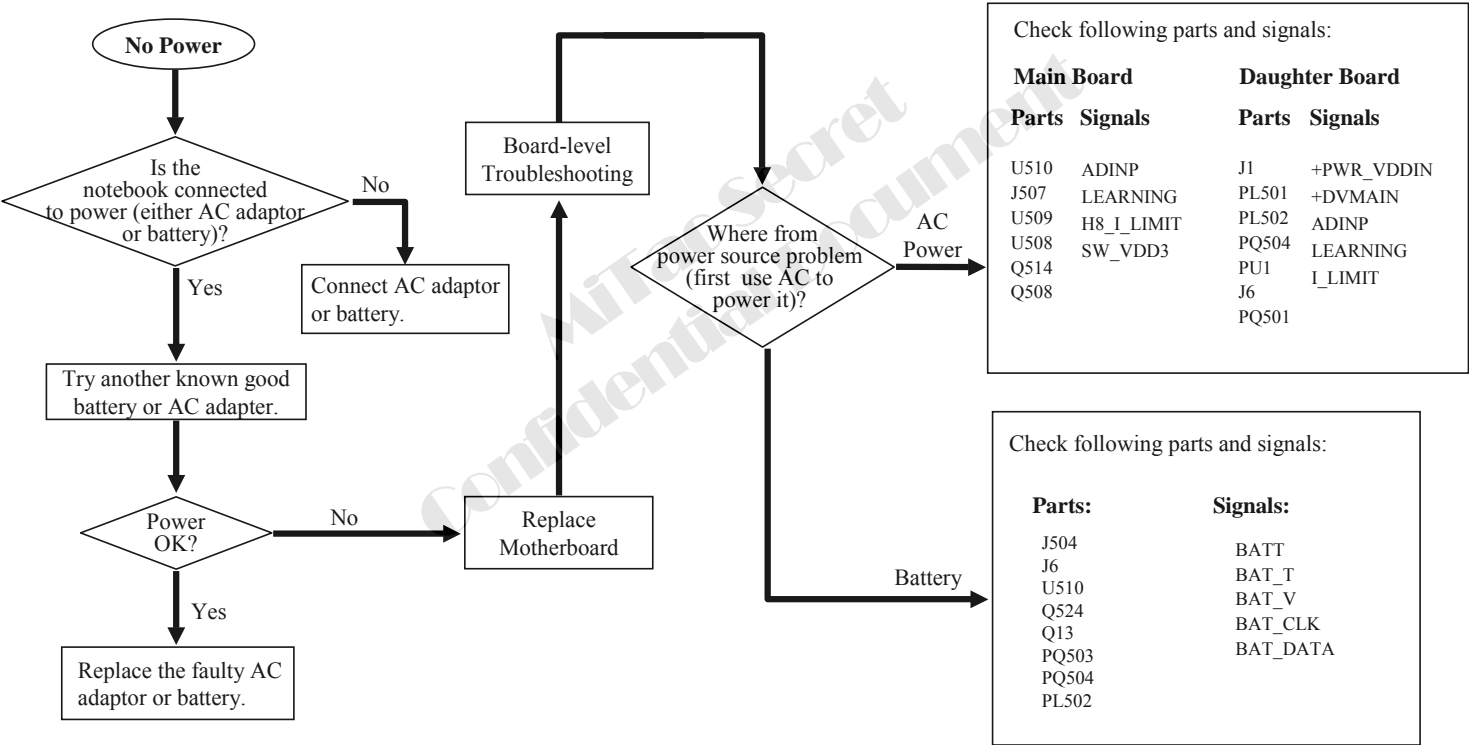 No Power
Is the
notebook connected
to power (either AC adaptor
or battery)?
No
Connect AC adaptor
or battery.
Yes
Try another known good
battery or AC adapter.
Power
OK?
No
Yes
Replace the faulty AC
adaptor or battery.
Replace
Motherboard
Board-level
Troubleshooting
Where from
power source problem
(first use AC to
power it)?
AC
Power
Battery
Check following parts and signals:
Main Board
Daughter Board
Parts Signals
Parts Signals
U510
J507
U509
U508
Q514
Q508
ADINP
LEARNING
H8_I_LIMIT
SW_VDD3
J1
PL501
PL502
PQ504
PU1
J6
PQ501
+PWR_VDDIN
+DVMAIN
ADINP
LEARNING
I_LIMIT
Check following parts and signals:
Parts:
Signals:
J504
J6
U510
Q524
Q13
PQ503
PQ504
PL502
BATT
BAT_T
BAT_V
BAT_CLK
BAT_DATA
MiTac Secret
Confidential Document